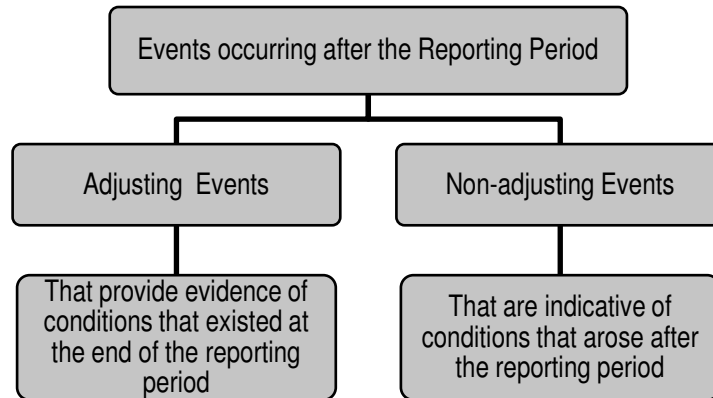 Events occurring after the Reporting Period
Adjusting Events
Non-adjusting Events
That provide evidence of
conditions that existed at
the end of the reporting
period
That are indicative of
conditions that arose after
the reporting period